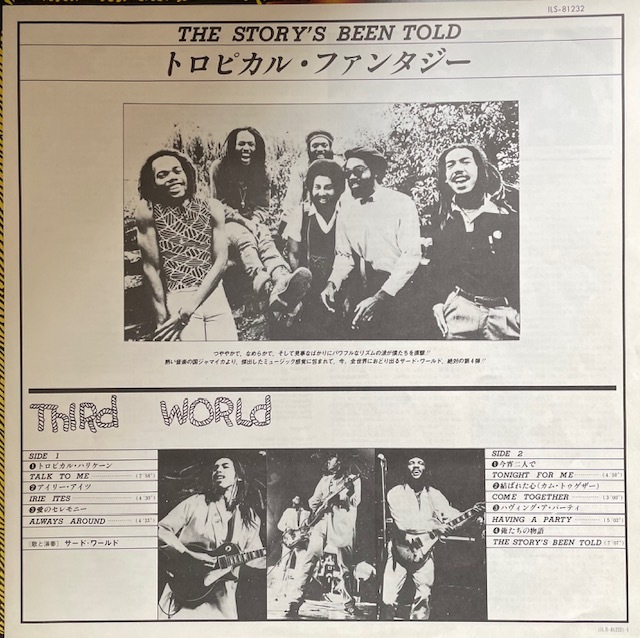 ILS-81232
THE STORY'S BEEN TOLD
トロピカル・ファンタジー
つややかで、なめらかで、そして見事なばかりにパワフルなリズムの波が僕たちを直撃!!
熱い音楽の国ジャマイカより、傑出したミュージック感覚に包まれて、今、全世界におどり出るサード・ワールド、絶対の第4弾!!
THIRD WORLD
SIDE 1
❶トロピカル・ハリケーン
TALK TO ME
❷アイリー・アイツ
IRIE ITES
❸愛のセレモニー
ALWAYS AROUND
〔歌と演奏〕サード・ワールド
SIDE 2
❶今宵二人で
TONIGHT FOR ME
❷結ばれた心(カム・トゥゲザー)
COME TOGETHER
❸ハヴィング・ア・パーティ
HAVING A PARTY
❹俺たちの物語
THE STORY'S BEEN TOLD